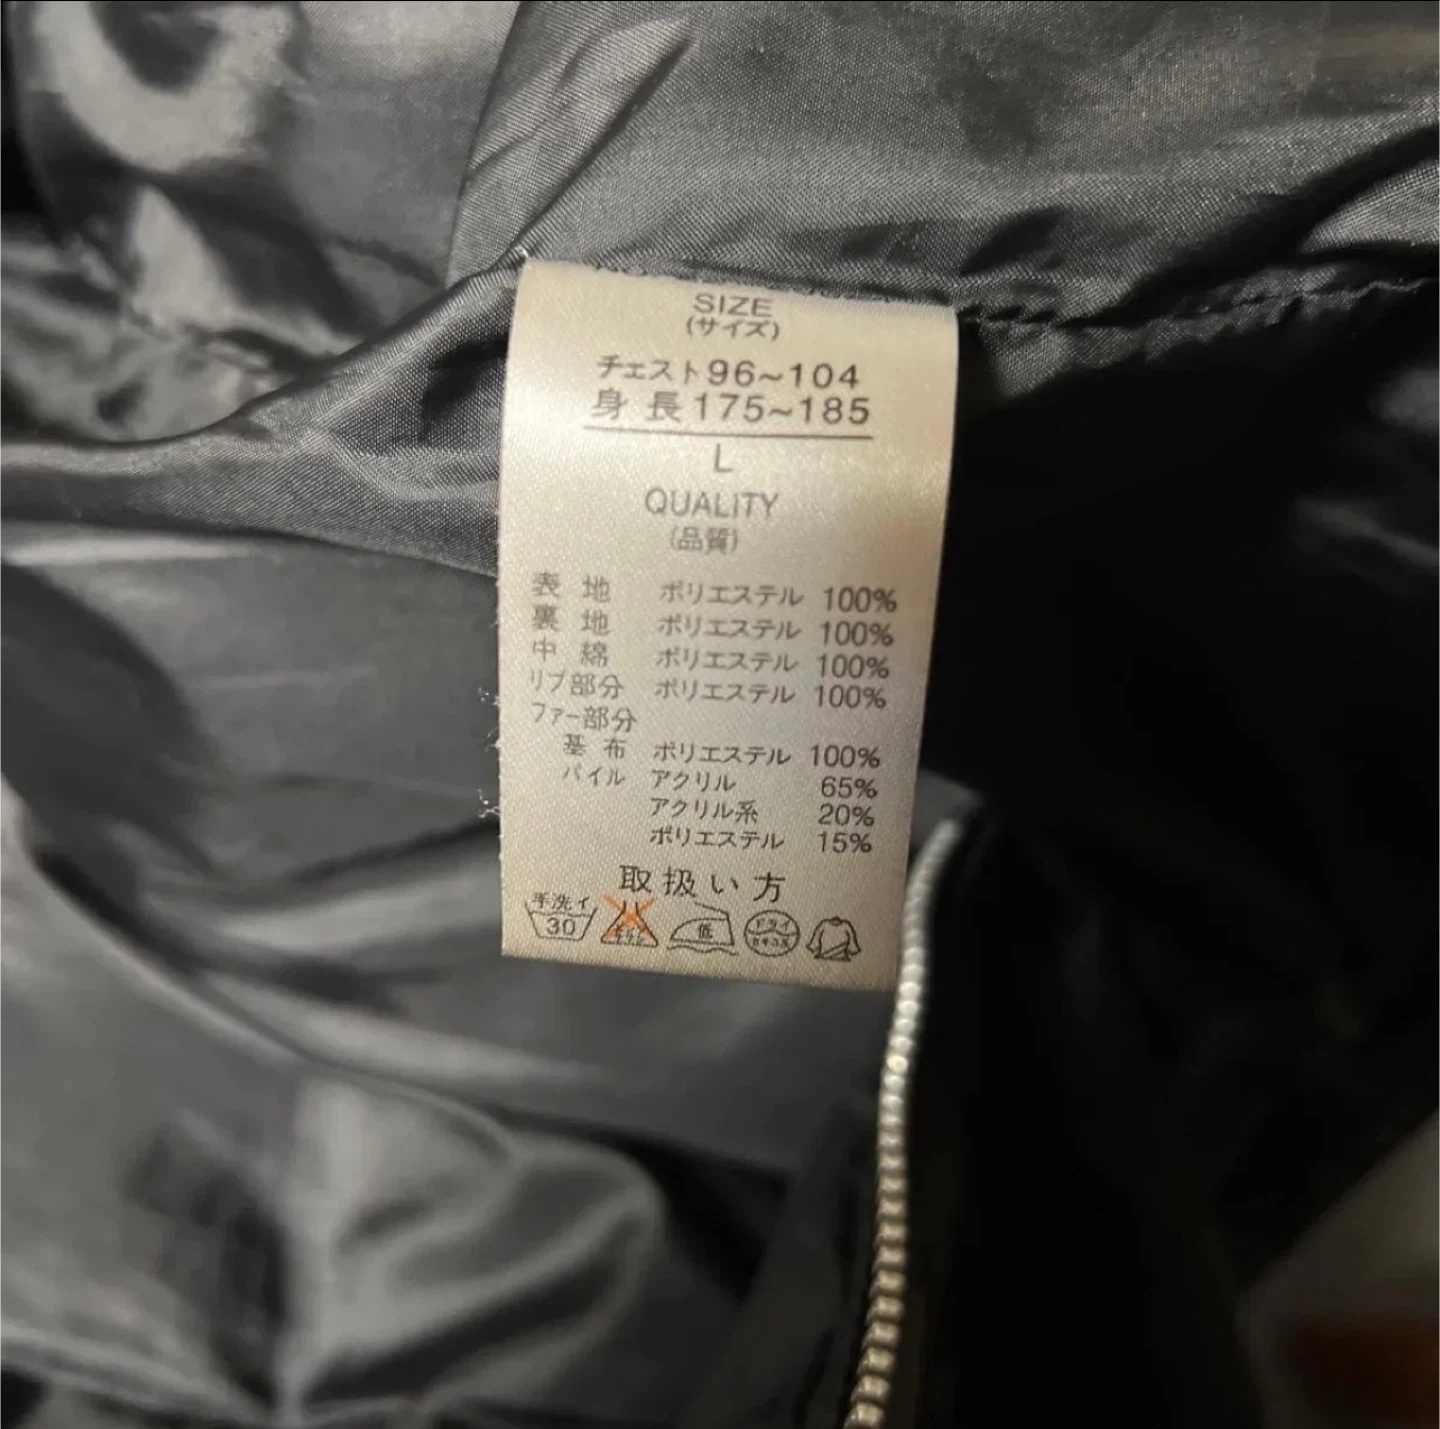 SIZE
(サイズ)
チェスト96~104
身長175~185
L
QUALITY
(品質)
表地 ポリエステル 100%
裏地 ポリエステル 100%
中綿 ポリエステル 100%
リブ部分 ポリエステル 100%
ファー部分
基布 ポリエステル 100%
パイル アクリル 65%
アクリル系 20%
ポリエステル 15%
取扱い方
手洗イ 30 低 ドライ